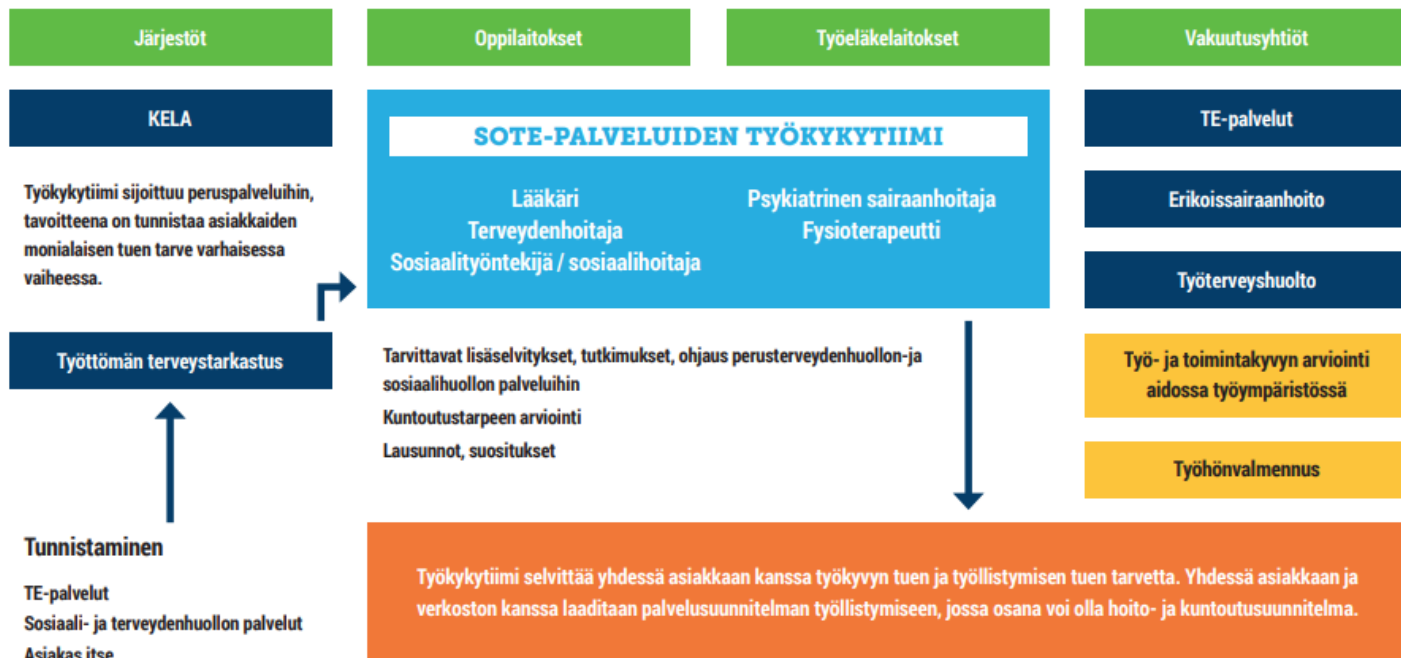 Järjestöt
Oppilaitokset
Työeläkelaitokset
Vakuutusyhtiöt
KELA
Työkykytiimi sijoittuu peruspalveluihin,
tavoitteena on tunnistaa asiakkaiden
monialaisen tuen tarve varhaisessa
vaiheessa.
Työttömän terveystarkastus
Tunnistaminen
TE-palvelut
Sosiaali- ja terveydenhuollon palvelut
Asiakas itse
SOTE-PALVELUIDEN TYÖKYKYTIIMI
Lääkäri
Terveydenhoitaja
Sosiaalityöntekijä / sosiaalihoitaja
Psykiatrinen sairaanhoitaja
Fysioterapeutti
Tarvittavat lisäselvitykset, tutkimukset, ohjaus perusterveydenhuollon-ja
sosiaalihuollon palveluihin
Kuntoutustarpeen arviointi
Lausunnot, suositukset
TE-palvelut
Erikoissairaanhoito
Työterveyshuolto
Työ- ja toimintakyvyn arviointi
aidossa työympäristössä
Työhönvalmennus
Työkykytiimi selvittää yhdessä asiakkaan kanssa työkyvyn tuen ja työllistymisen tuen tarvetta. Yhdessä asiakkaan ja
verkoston kanssa laaditaan palvelusuunnitelman työllistymiseen, jossa osana voi olla hoito- ja kuntoutusuunnitelma.